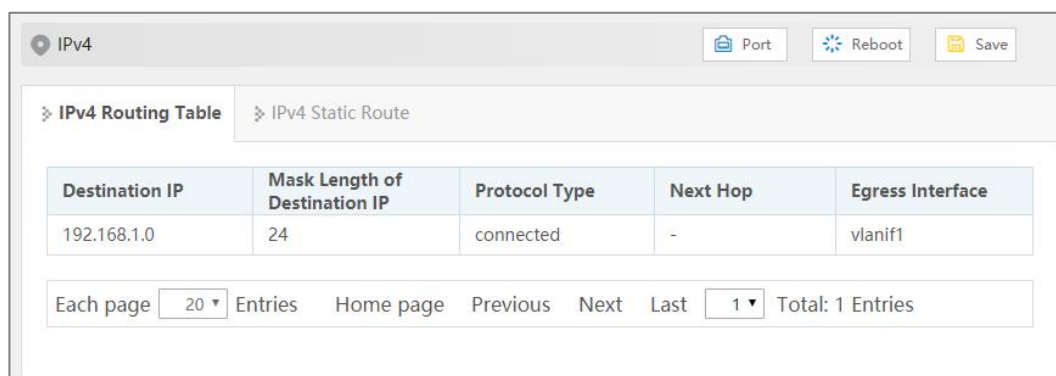 IPv4 Port Reboot Save
IPv4 Routing Table IPv4 Static Route
Destination IP Mask Length of Destination IP Protocol Type Next Hop Egress Interface
192.168.1.0 24 connected - vlanif1
Each page 20 Entries Home page Previous Next Last 1 Total: 1 Entries